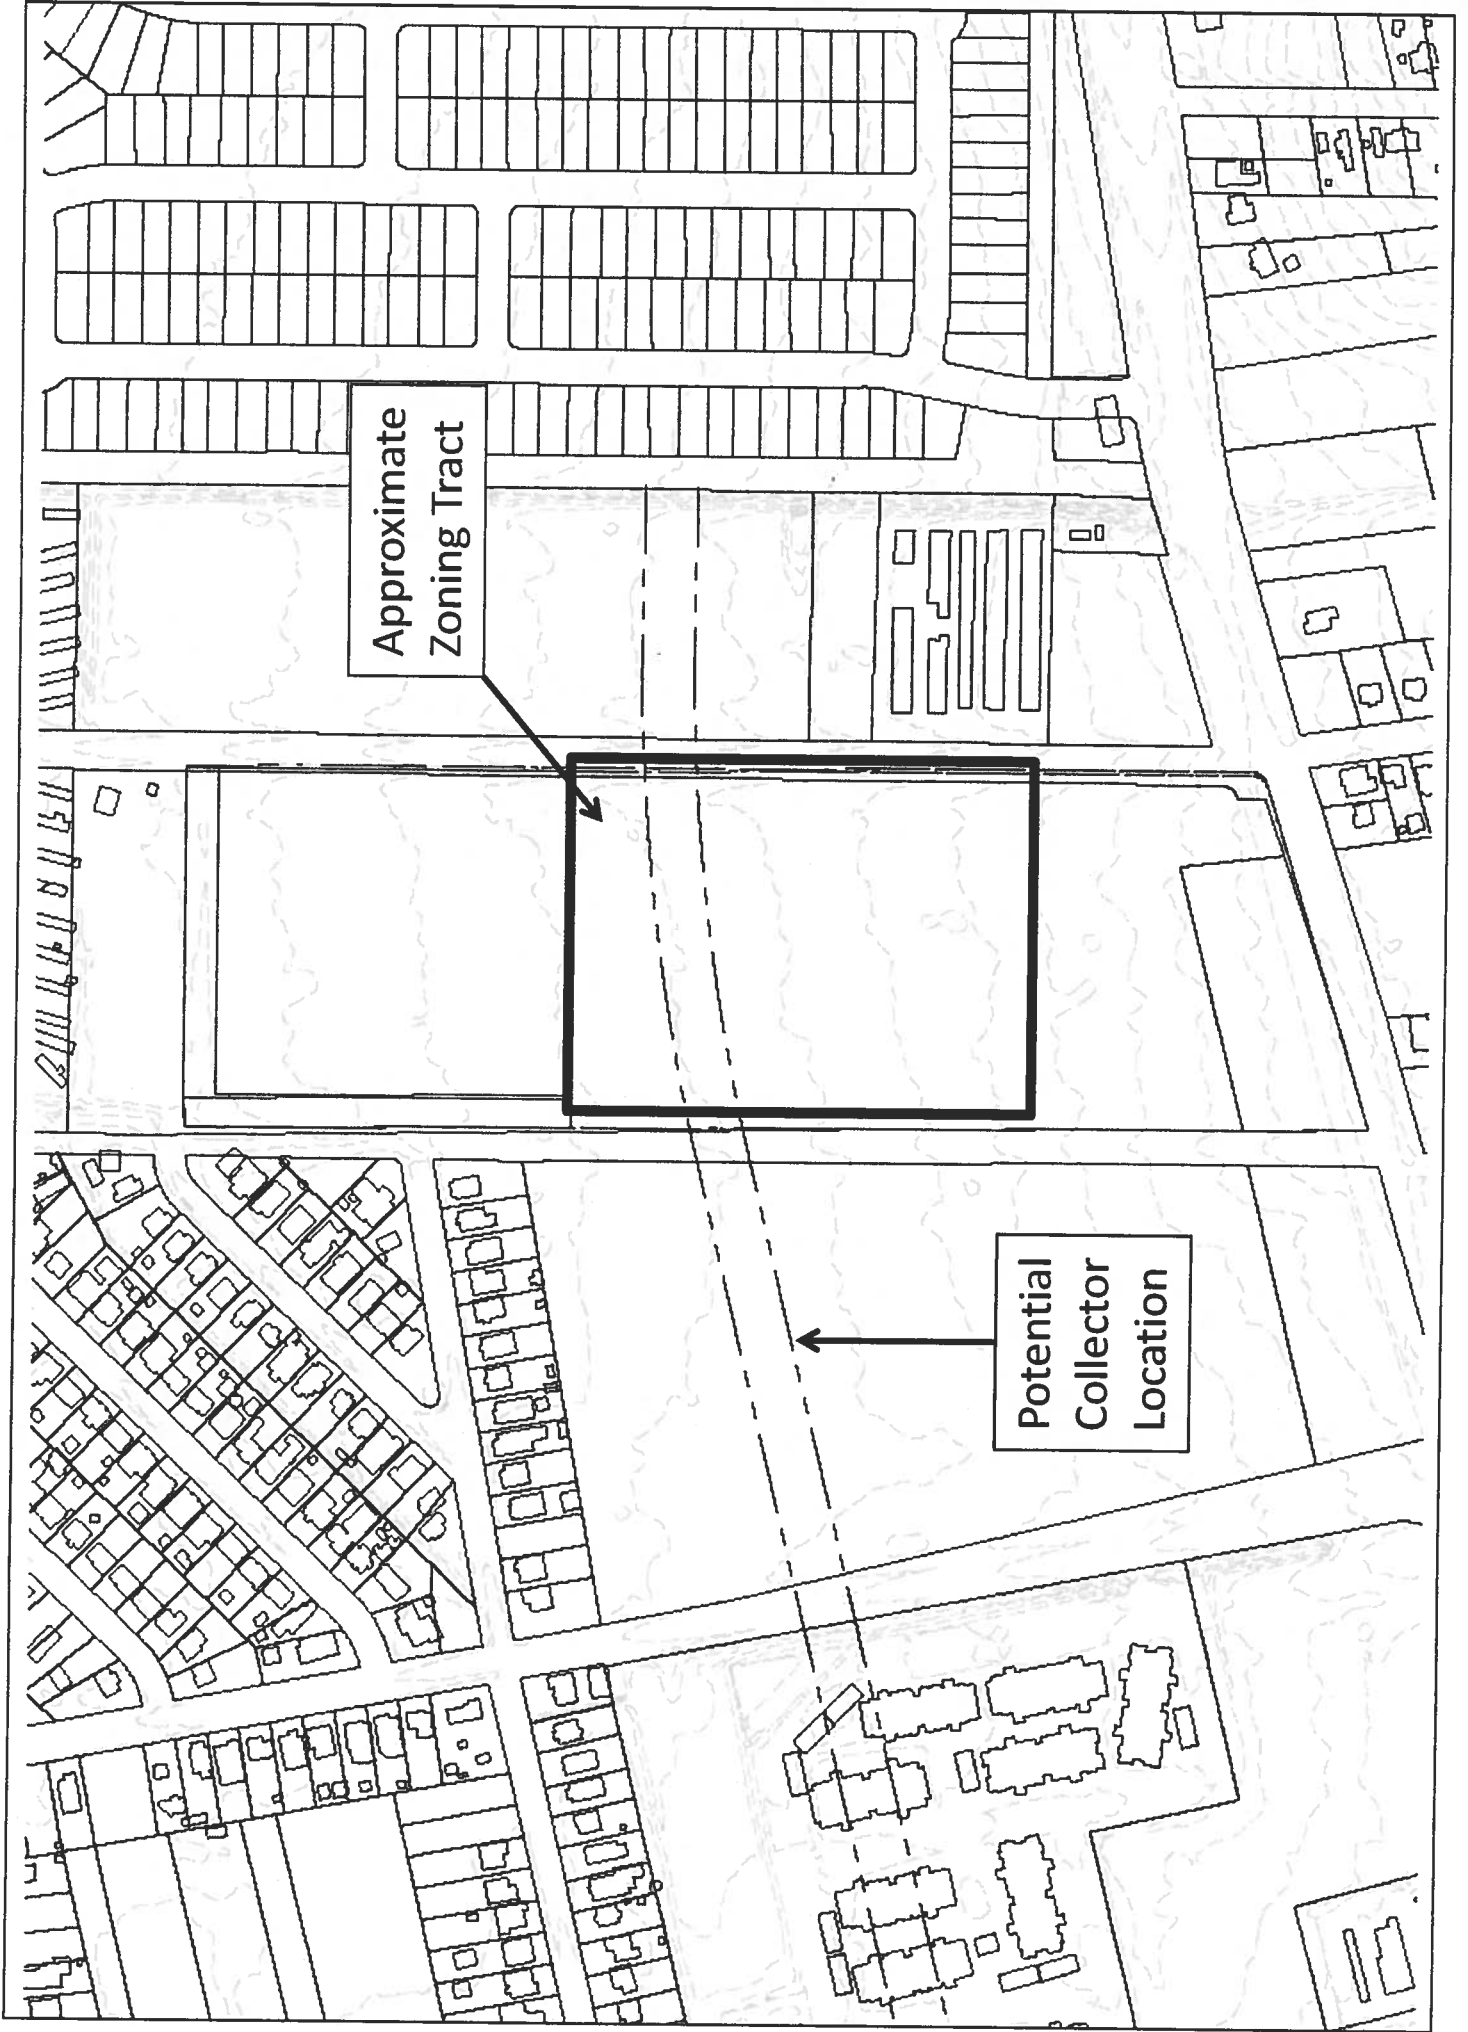 Approximate
Zoning Tract
Potential
Collector
Location